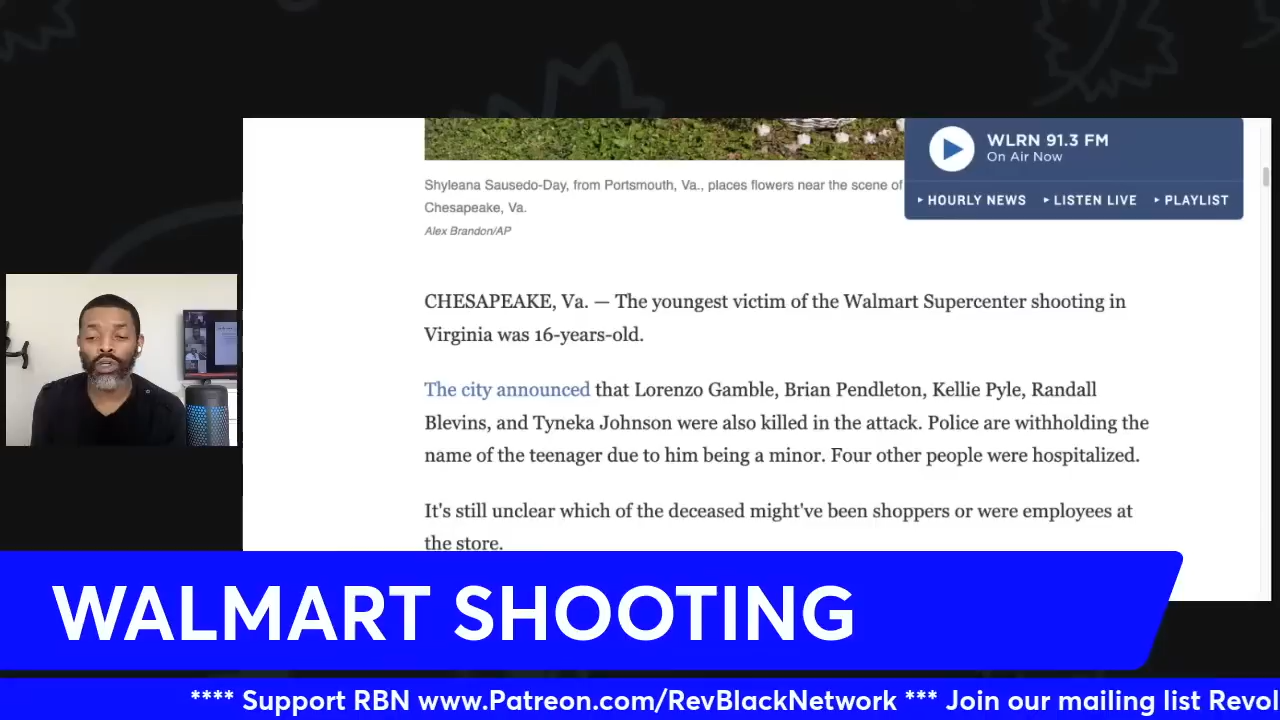 WLRN 91.3 FM
On Air Now
HOURLY NEWS
LISTEN LIVE
PLAYLIST
Shyleana Sausedo-Day, from Portsmouth, Va., places flowers near the scene of
Chesapeake, Va.
Alex Brandon/AP
CHESAPEAKE, Va. — The youngest victim of the Walmart Supercenter shooting in
Virginia was 16-years-old.
The city announced that Lorenzo Gamble, Brian Pendleton, Kellie Pyle, Randall
Blevins, and Tyneka Johnson were also killed in the attack. Police are withholding the
name of the teenager due to him being a minor. Four other people were hospitalized.
It's still unclear which of the deceased might've been shoppers or were employees at
the store.
WALMART SHOOTING
**** Support RBN www.Patreon.com/RevBlackNetwork *** Join our mailing list Revol